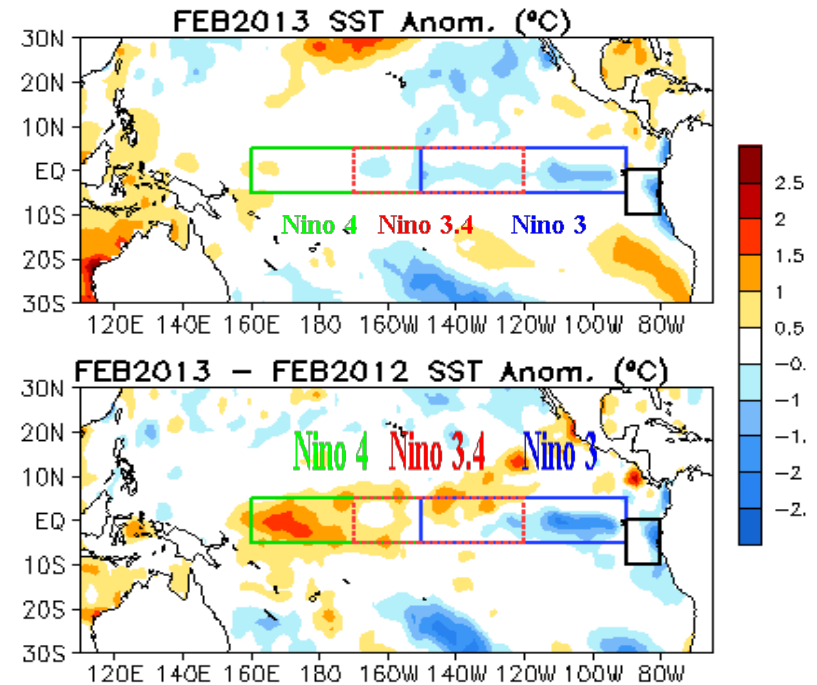 FEB2013 SST Anom. (°C)
30N
20N
10N
EQ
10S
20S
30S
Nino 4 Nino 3.4 Nino 3
120E 140E 160E 180 160W 140W 120W 100W 80W
2.5
2
1.5
1
0.5
-0.
-1
-1.
-2
-2.
FEB2013 - FEB2012 SST Anom. (°C)
30N
20N
10N
EQ
10S
20S
30S
Nino 4 Nino 3.4 Nino 3
120E 140E 160E 180 160W 140W 120W 100W 80W